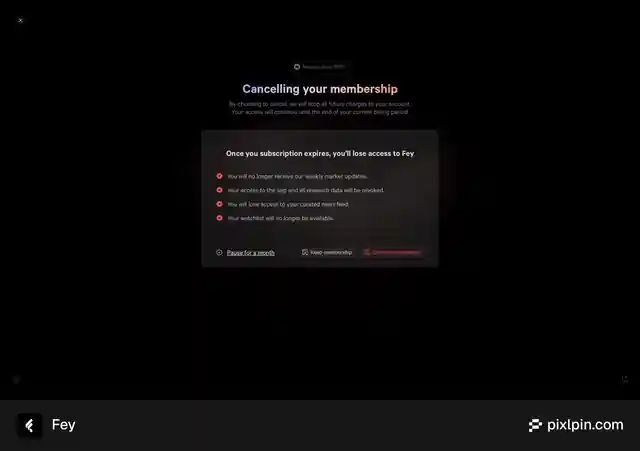 Cancelling your membership
By choosing to cancel, we will stop all future charges to your account.
Your access will continue until the end of your current billing period
Once you subscription expires, you'll lose access to Fey
You will no longer receive our weekly market updates.
Your access to the app and all research data will be revoked.
You will lose access to your curated news feed.
Your watchlist will no longer be available.
Pause for a month
Keep membership
Fey
pixlpin.com